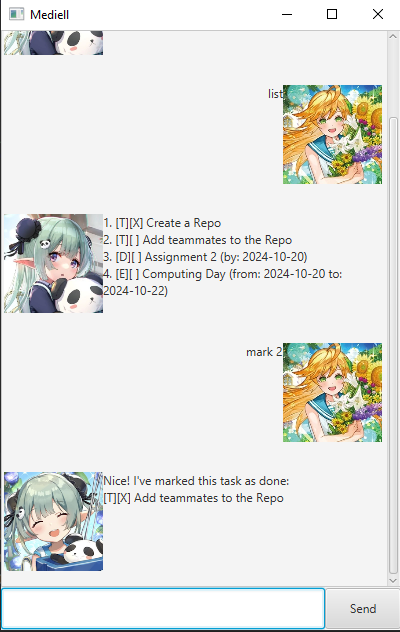 Mediell
list
1. [T][X] Create a Repo
2. [T][ ] Add teammates to the Repo
3. [D][ ] Assignment 2 (by: 2024-10-20)
4. [E][ ] Computing Day (from: 2024-10-20 to:
2024-10-22)
mark 2
Nice! I've marked this task as done:
[T][X] Add teammates to the Repo
Send